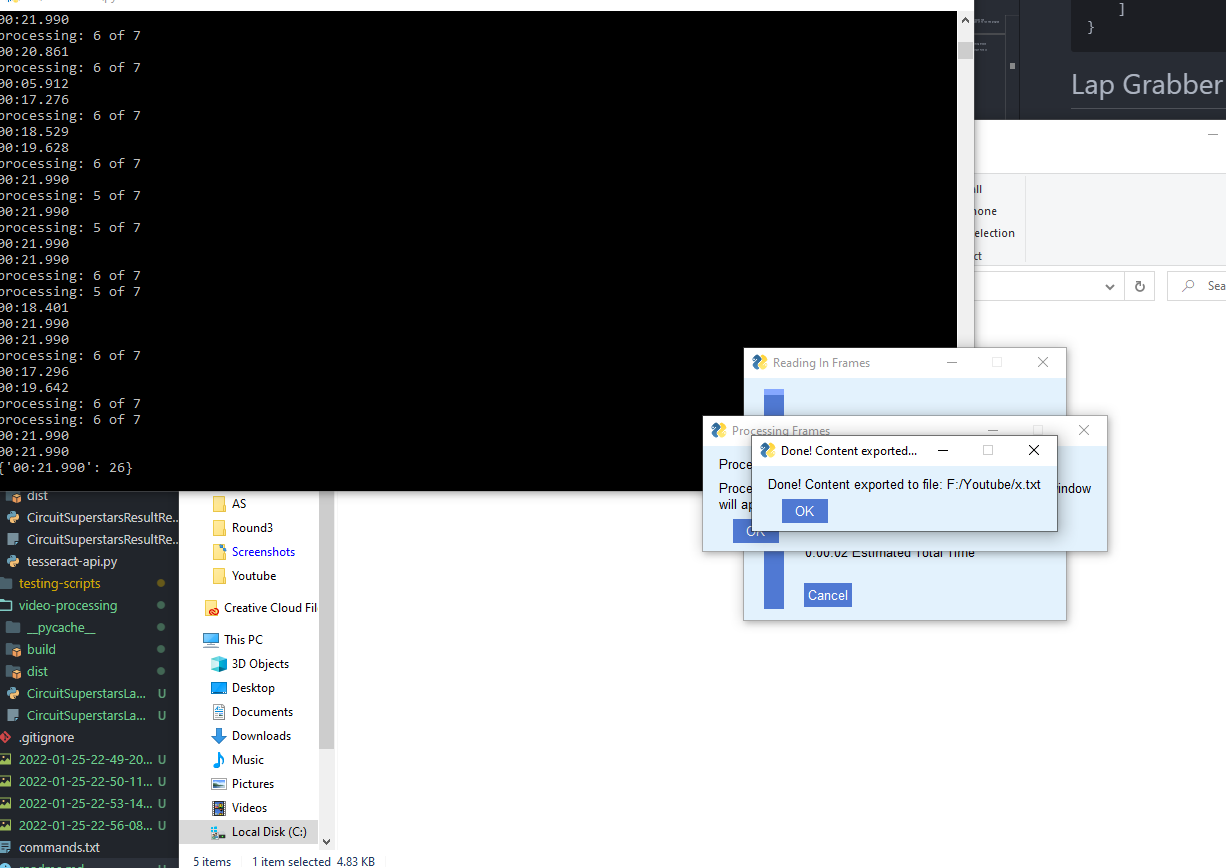 00:21.990
processing: 6 of 7
00:20.861
processing: 6 of 7
00:05.912
00:17.276
processing: 6 of 7
00:18.529
00:19.628
processing: 6 of 7
00:21.990
processing: 5 of 7
00:21.990
processing: 5 of 7
00:21.990
00:21.990
processing: 6 of 7
processing: 5 of 7
00:18.401
00:21.990
00:21.990
processing: 6 of 7
00:17.296
00:19.642
processing: 6 of 7
processing: 6 of 7
00:21.990
00:21.990
{'00:21.990': 26}
]
}
Lap Grabber
Sea
Reading In Frames
0:00:02 Estimated Total Time
Cancel
Processing Frames
OK
Done! Content exported...
Done! Content exported to file: F:/Youtube/x.txt
OK
will
dist
CircuitSuperstarsResultRe...
CircuitSuperstarsResultRe...
tesseract-api.py
testing-scripts
video-processing
__pycache__
build
dist
CircuitSuperstarsLa... U
CircuitSuperstarsLa... U
.gitignore
2022-01-25-22-49-20... U
2022-01-25-22-50-11... U
2022-01-25-22-53-14... U
2022-01-25-22-56-08... U
commands.txt
readme.md U
AS
Round3
Screenshots
Youtube
Creative Cloud Fil
This PC
3D Objects
Desktop
Documents
Downloads
Music
Pictures
Videos
Local Disk (C:)
5 items 1 item selected 4.83 KB